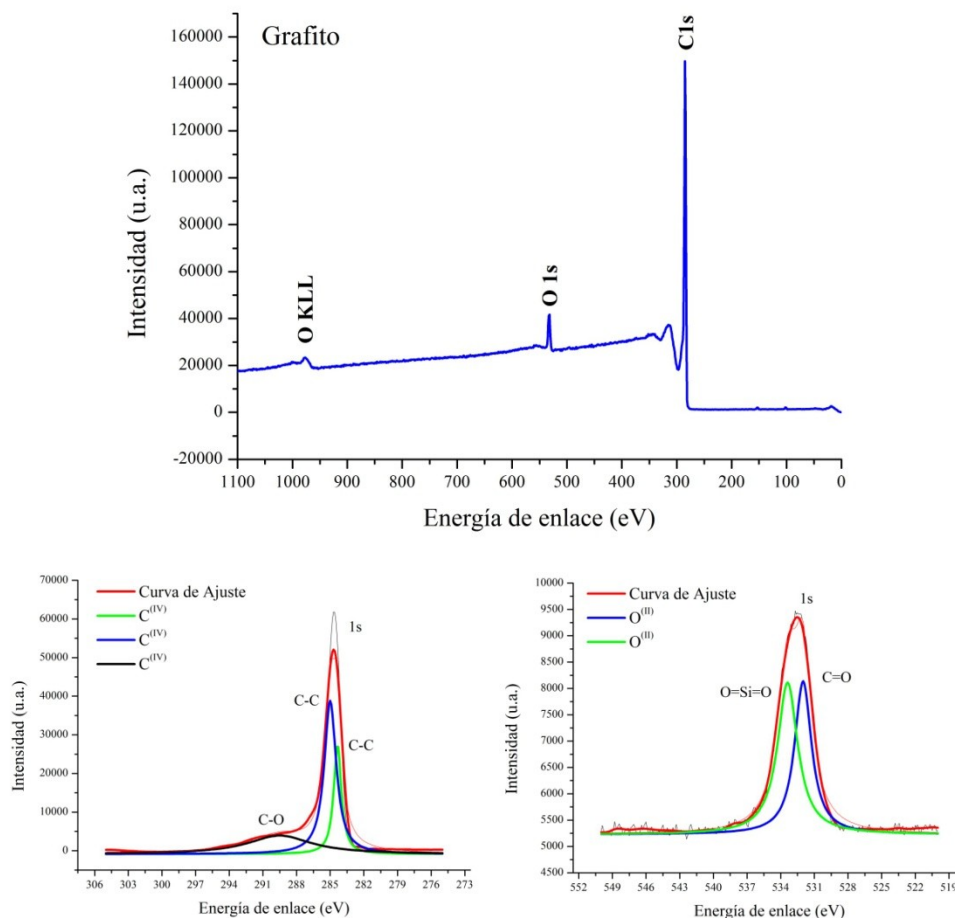 Grafito
C1s
O 1s
O KLL
Intensidad (u.a.)
160000
140000
120000
100000
80000
60000
40000
20000
0
-20000
1100 1000 900 800 700 600 500 400 300 200 100 0
Energía de enlace (eV)
Curva de Ajuste
C(IV)
C(IV)
C(IV)
1s
C-C
C-C
C-O
Intensidad (u.a.)
70000
60000
50000
40000
30000
20000
10000
0
306 303 300 297 294 291 288 285 282 279 276 273
Energía de enlace (eV)
Curva de Ajuste
O(II)
O(II)
1s
C=O
O=Si=O
Intensidad (u.a.)
10000
9500
9000
8500
8000
7500
7000
6500
6000
5500
5000
4500
552 549 546 543 540 537 534 531 528 525 522 519
Energía de enlace (eV)